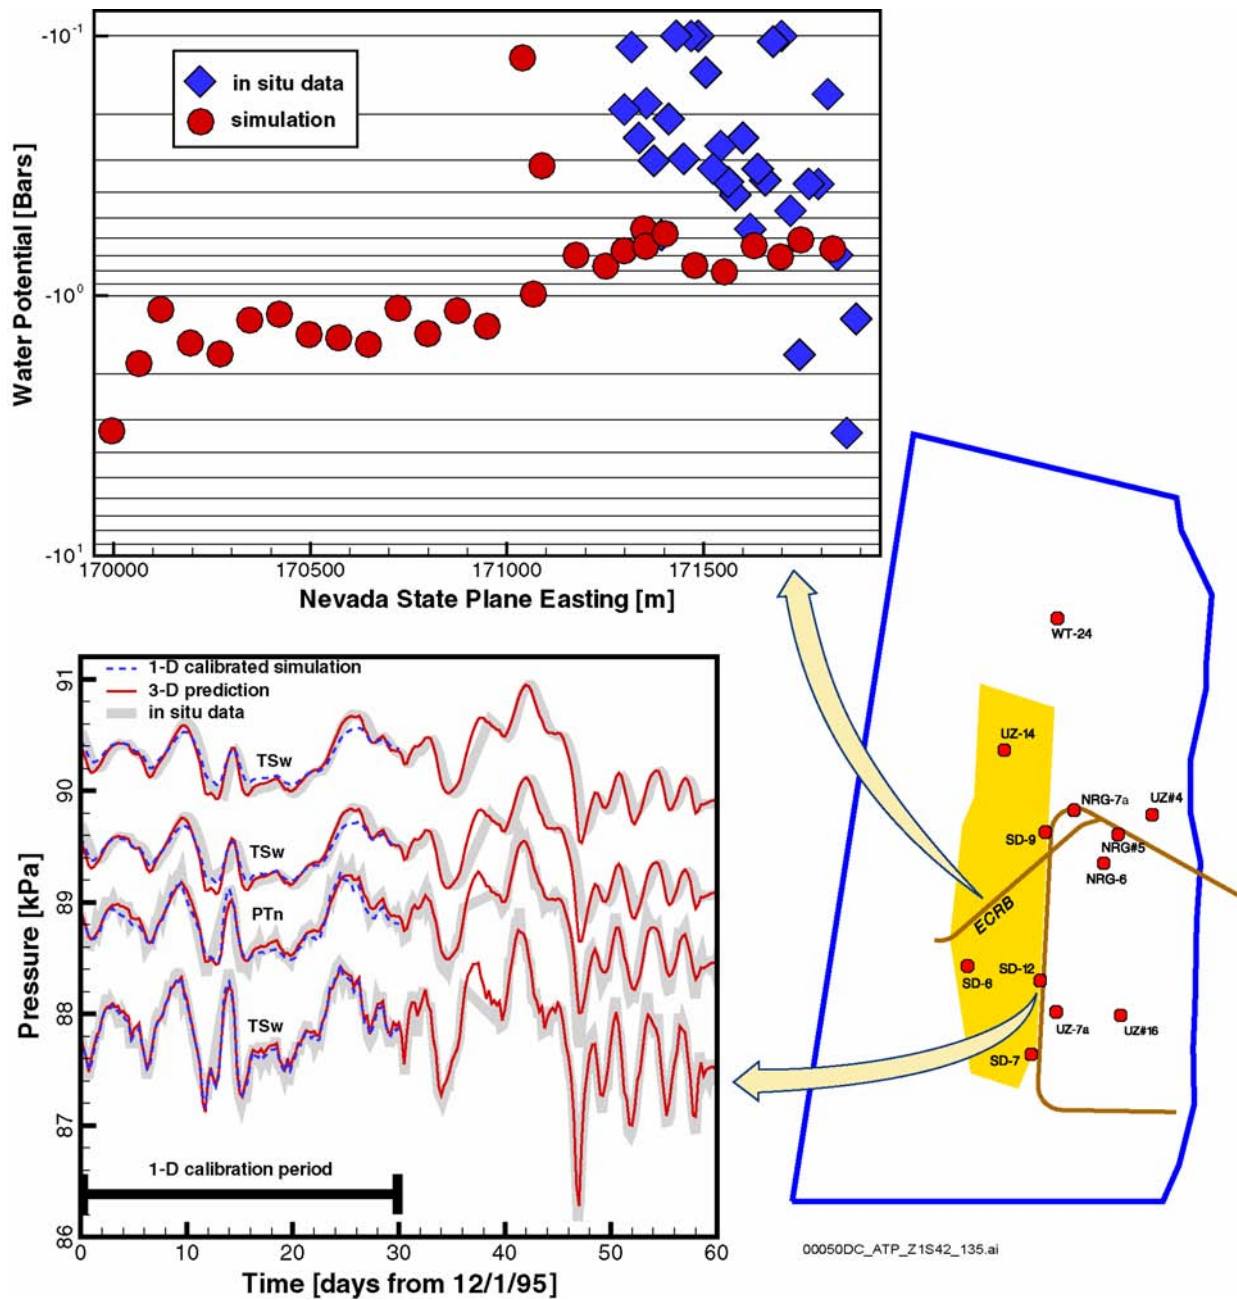 -10⁻¹
in situ data
simulation
Water Potential [Bars]
-10⁰
-10¹
170000 170500 171000 171500
Nevada State Plane Easting [m]
1-D calibrated simulation
3-D prediction
in situ data
91
TSw
90
TSw
Pressure [kPa]
89
PTn
88
TSw
87
1-D calibration period
86
0 10 20 30 40 50 60
Time [days from 12/1/95]
WT-24
UZ-14
NRG-7a
UZ#4
SD-9
NRG#5
NRG-6
ECRB
SD-12
SD-6
UZ-7a
UZ#16
SD-7
00050DC_ATP_Z1S42_135.ai